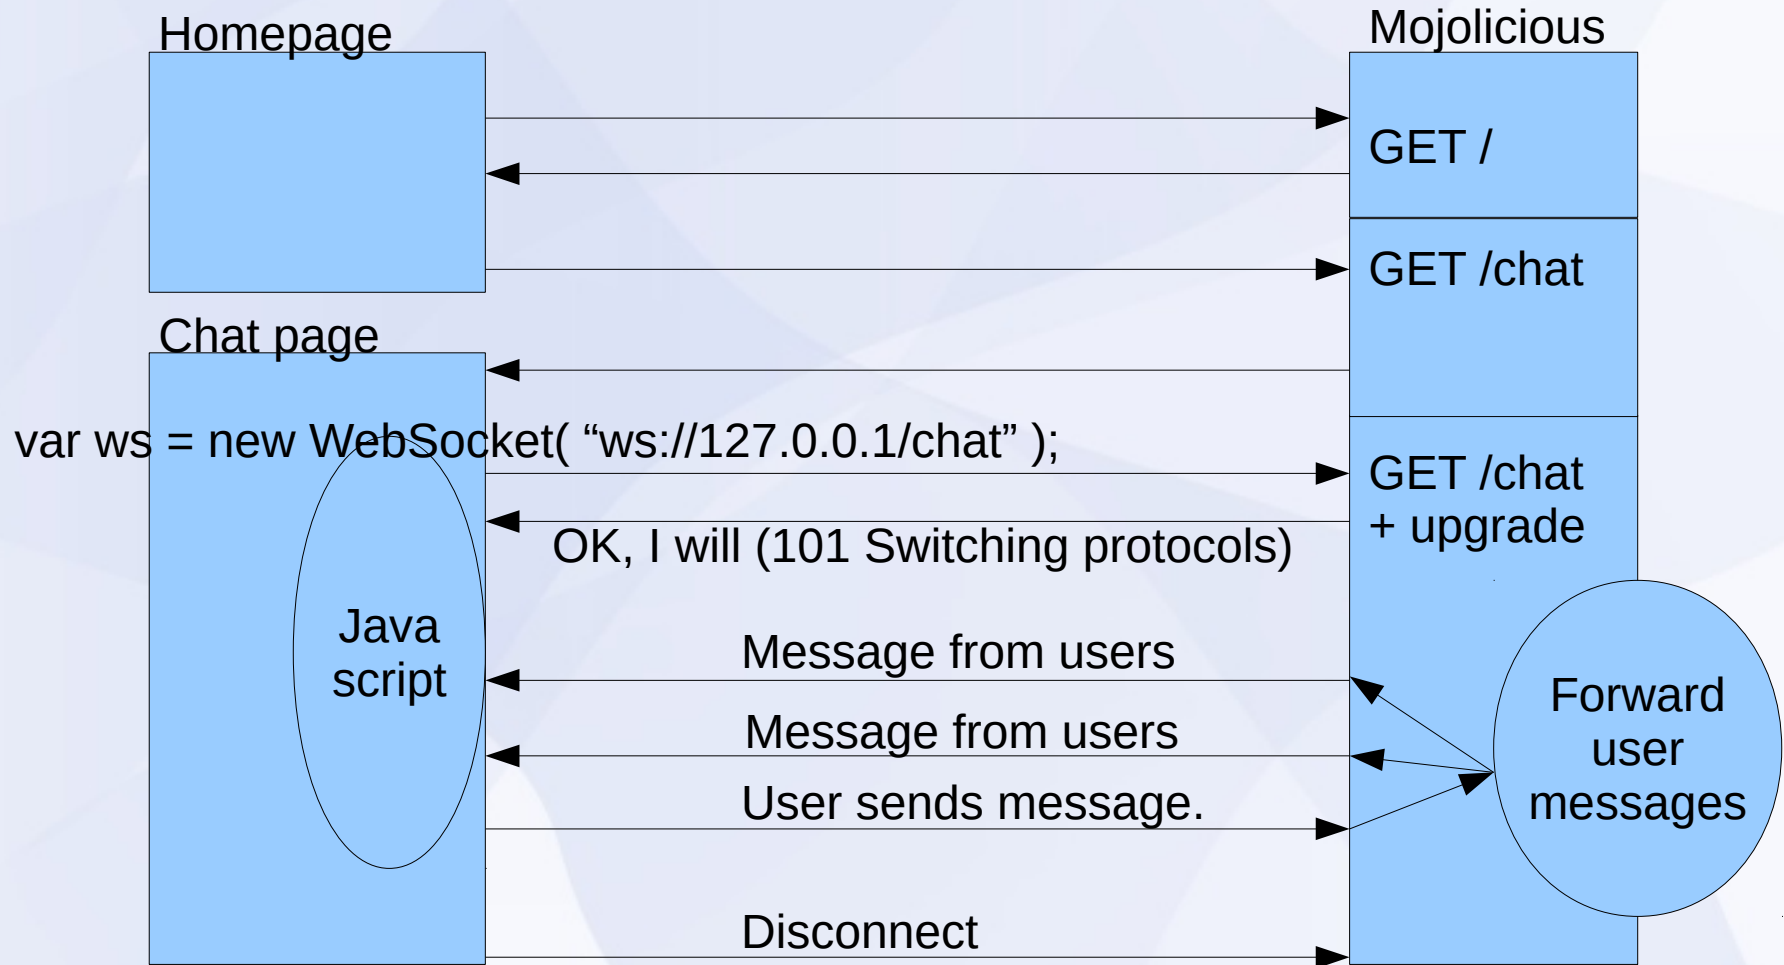 Homepage
Mojolicious
GET /
GET /chat
Chat page
var ws = new WebSocket( “ws://127.0.0.1/chat” );
GET /chat
+ upgrade
OK, I will (101 Switching protocols)
Java
script
Message from users
Message from users
User sends message.
Forward
user
messages
Disconnect